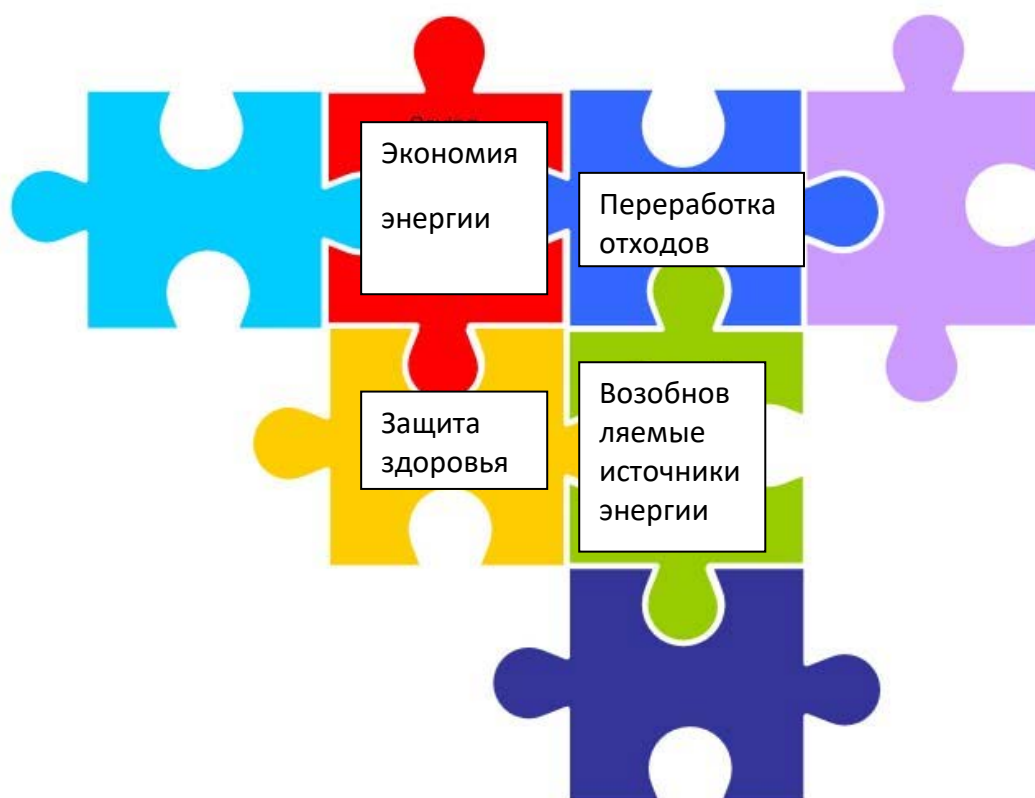 Экономия
энергии
Переработка
отходов
Защита
здоровья
Возобнов
ляемые
источники
энергии